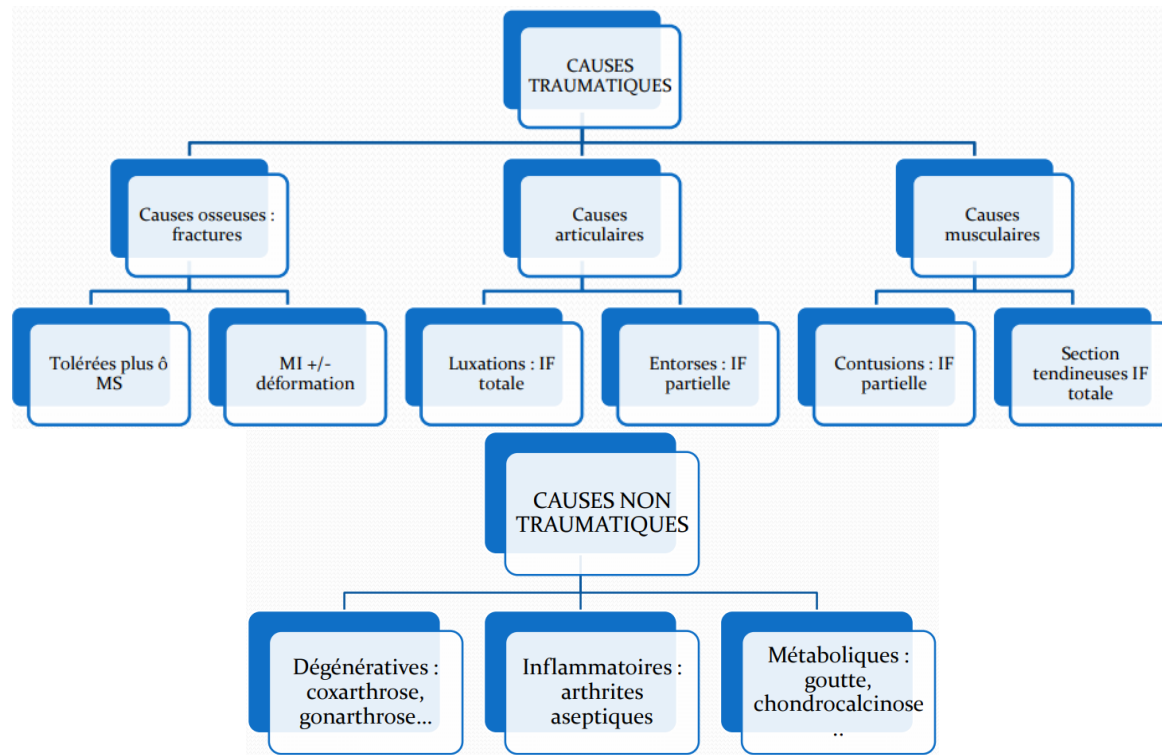 CAUSES
TRAUMATIQUES
Causes osseuses :
fractures
Causes
articulaires
Causes
musculaires
Tolérées plus ô
MS
MI +/-
déformation
Luxations : IF
totale
Entorses : IF
partielle
Contusions : IF
partielle
Section
tendineuses IF
totale
CAUSES NON
TRAUMATIQUES
Dégénératives :
coxarthrose,
gonarthrose...
Inflammatoires :
arthrites
aseptiques
Métaboliques :
goutte,
chondrocalcinose
..